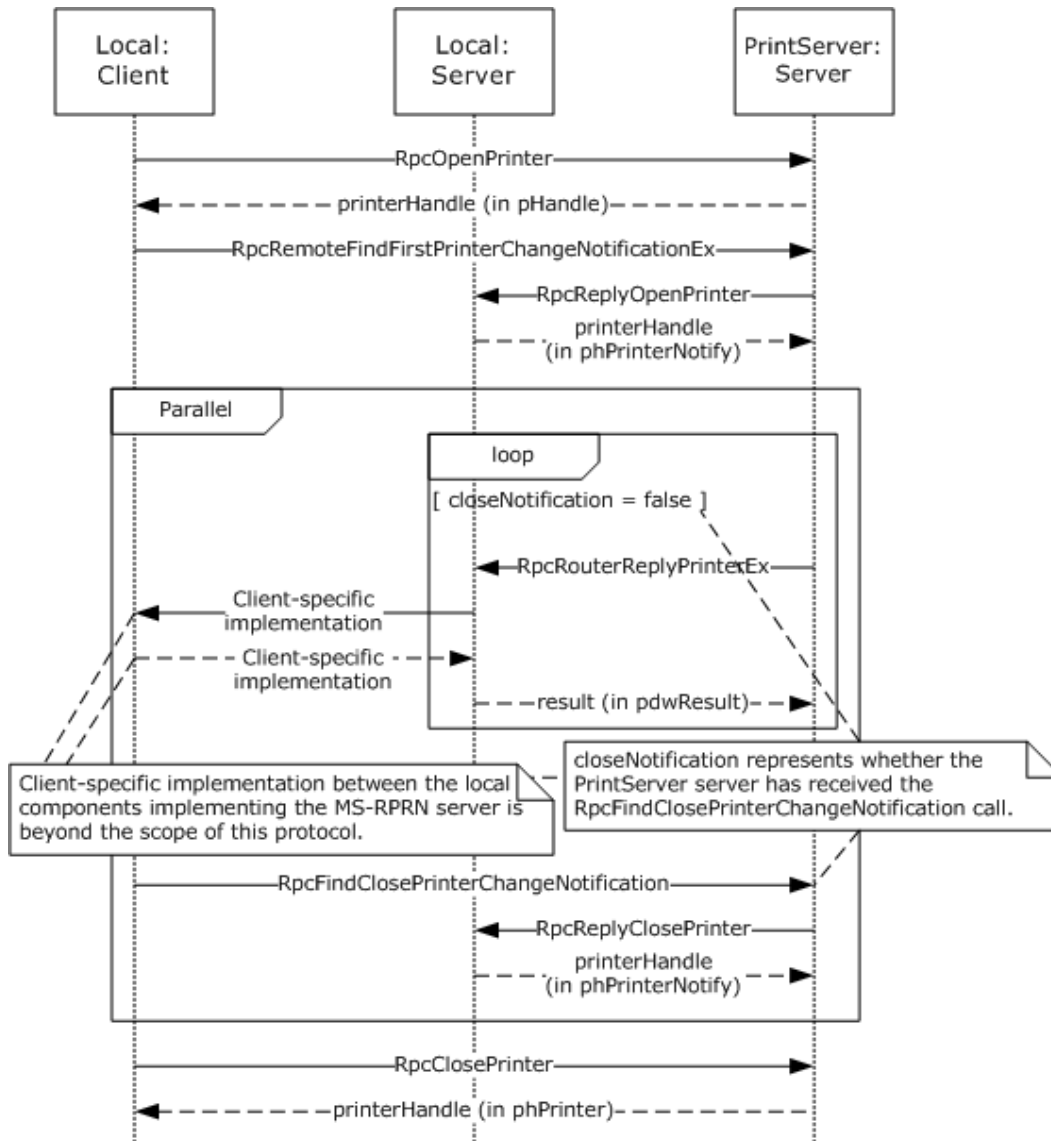 Local:
Client
Local:
Server
PrintServer:
Server
RpcOpenPrinter
printerHandle (in pHandle)
RpcRemoteFindFirstPrinterChangeNotificationEx
RpcReplyOpenPrinter
printerHandle
(in phPrinterNotify)
Parallel
loop
[ closeNotification = false ]
RpcRouterReplyPrinterEx
Client-specific
implementation
Client-specific
implementation
result (in pdwResult)
closeNotification represents whether the
PrintServer server has received the
RpcFindClosePrinterChangeNotification call.
Client-specific implementation between the local
components implementing the MS-RPRN server is
beyond the scope of this protocol.
RpcFindClosePrinterChangeNotification
RpcReplyClosePrinter
printerHandle
(in phPrinterNotify)
RpcClosePrinter
printerHandle (in phPrinter)